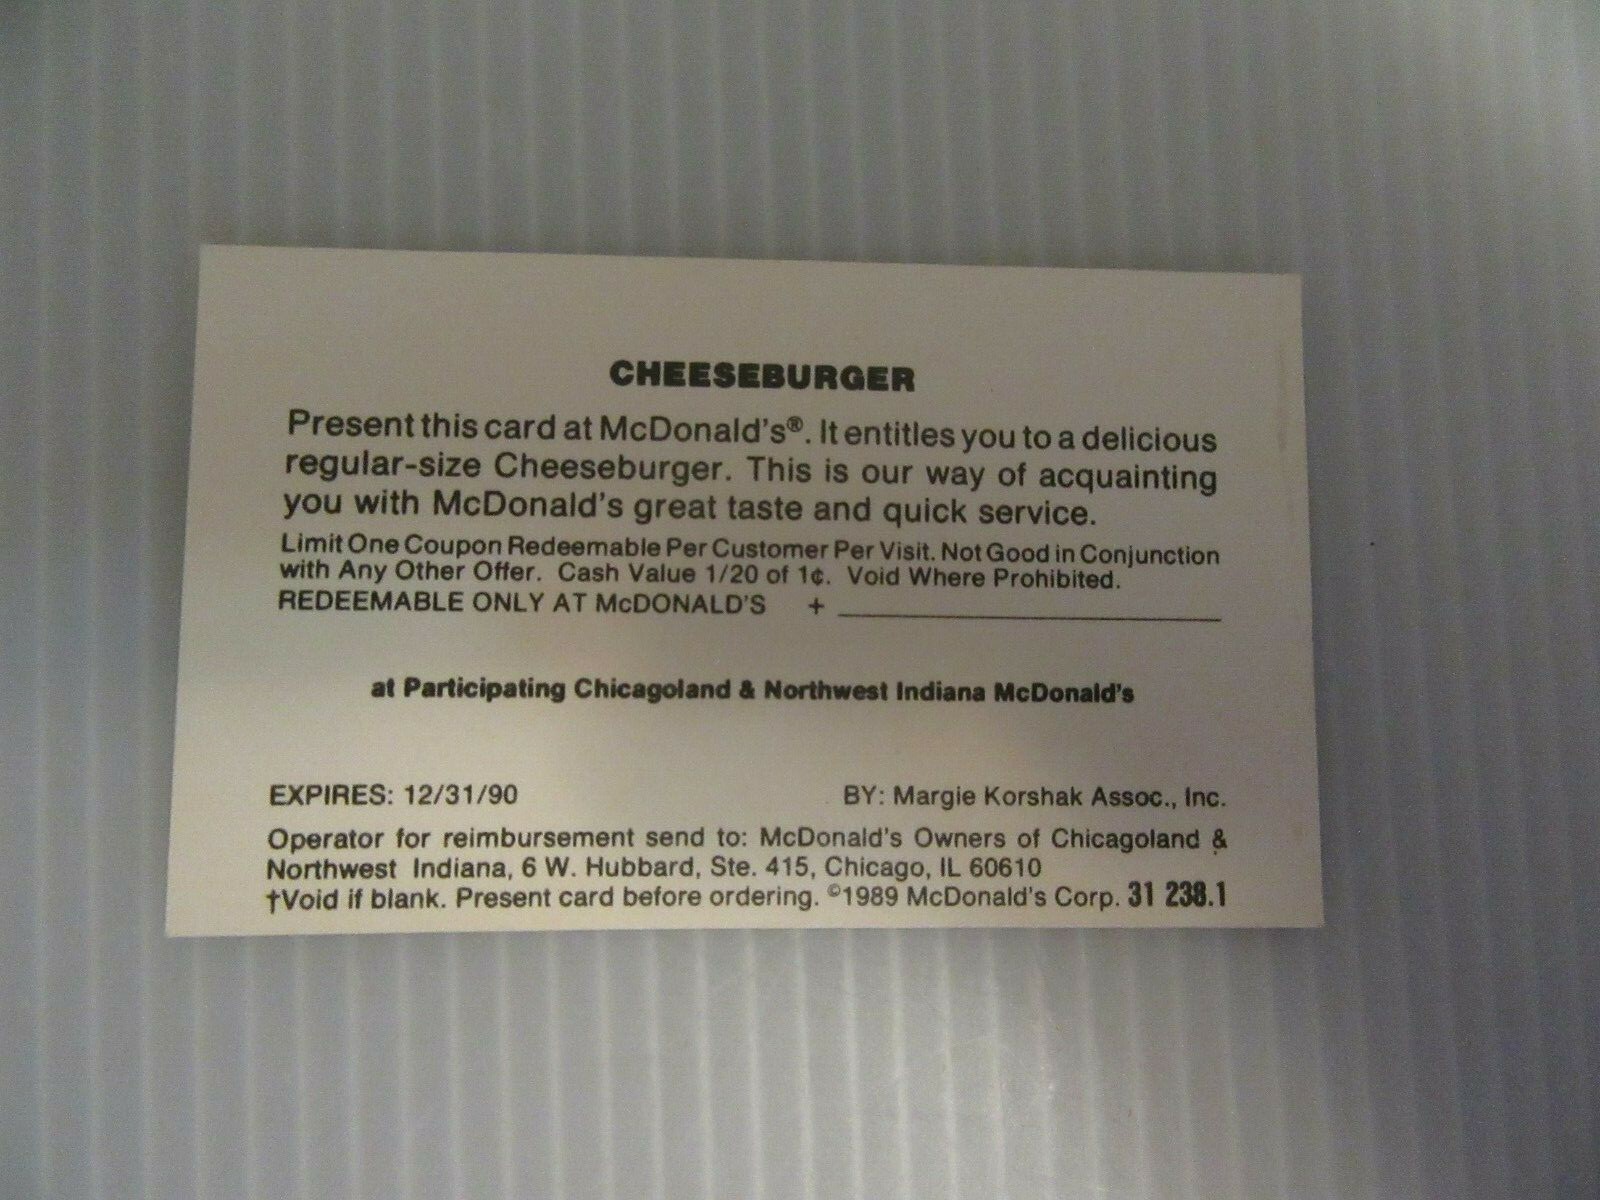 CHEESEBURGER
Present this card at McDonald's®. It entitles you to a delicious
regular-size Cheeseburger. This is our way of acquainting
you with McDonald's great taste and quick service.
Limit One Coupon Redeemable Per Customer Per Visit. Not Good in Conjunction
with Any Other Offer. Cash Value 1/20 of 1¢. Void Where Prohibited.
REDEEMABLE ONLY AT McDONALD'S + ____________________
at Participating Chicagoland & Northwest Indiana McDonald's
EXPIRES: 12/31/90 BY: Margie Korshak Assoc., Inc.
Operator for reimbursement send to: McDonald's Owners of Chicagoland &
Northwest Indiana, 6 W. Hubbard, Ste. 415, Chicago, IL 60610
†Void if blank. Present card before ordering. ©1989 McDonald's Corp. 31 238.1